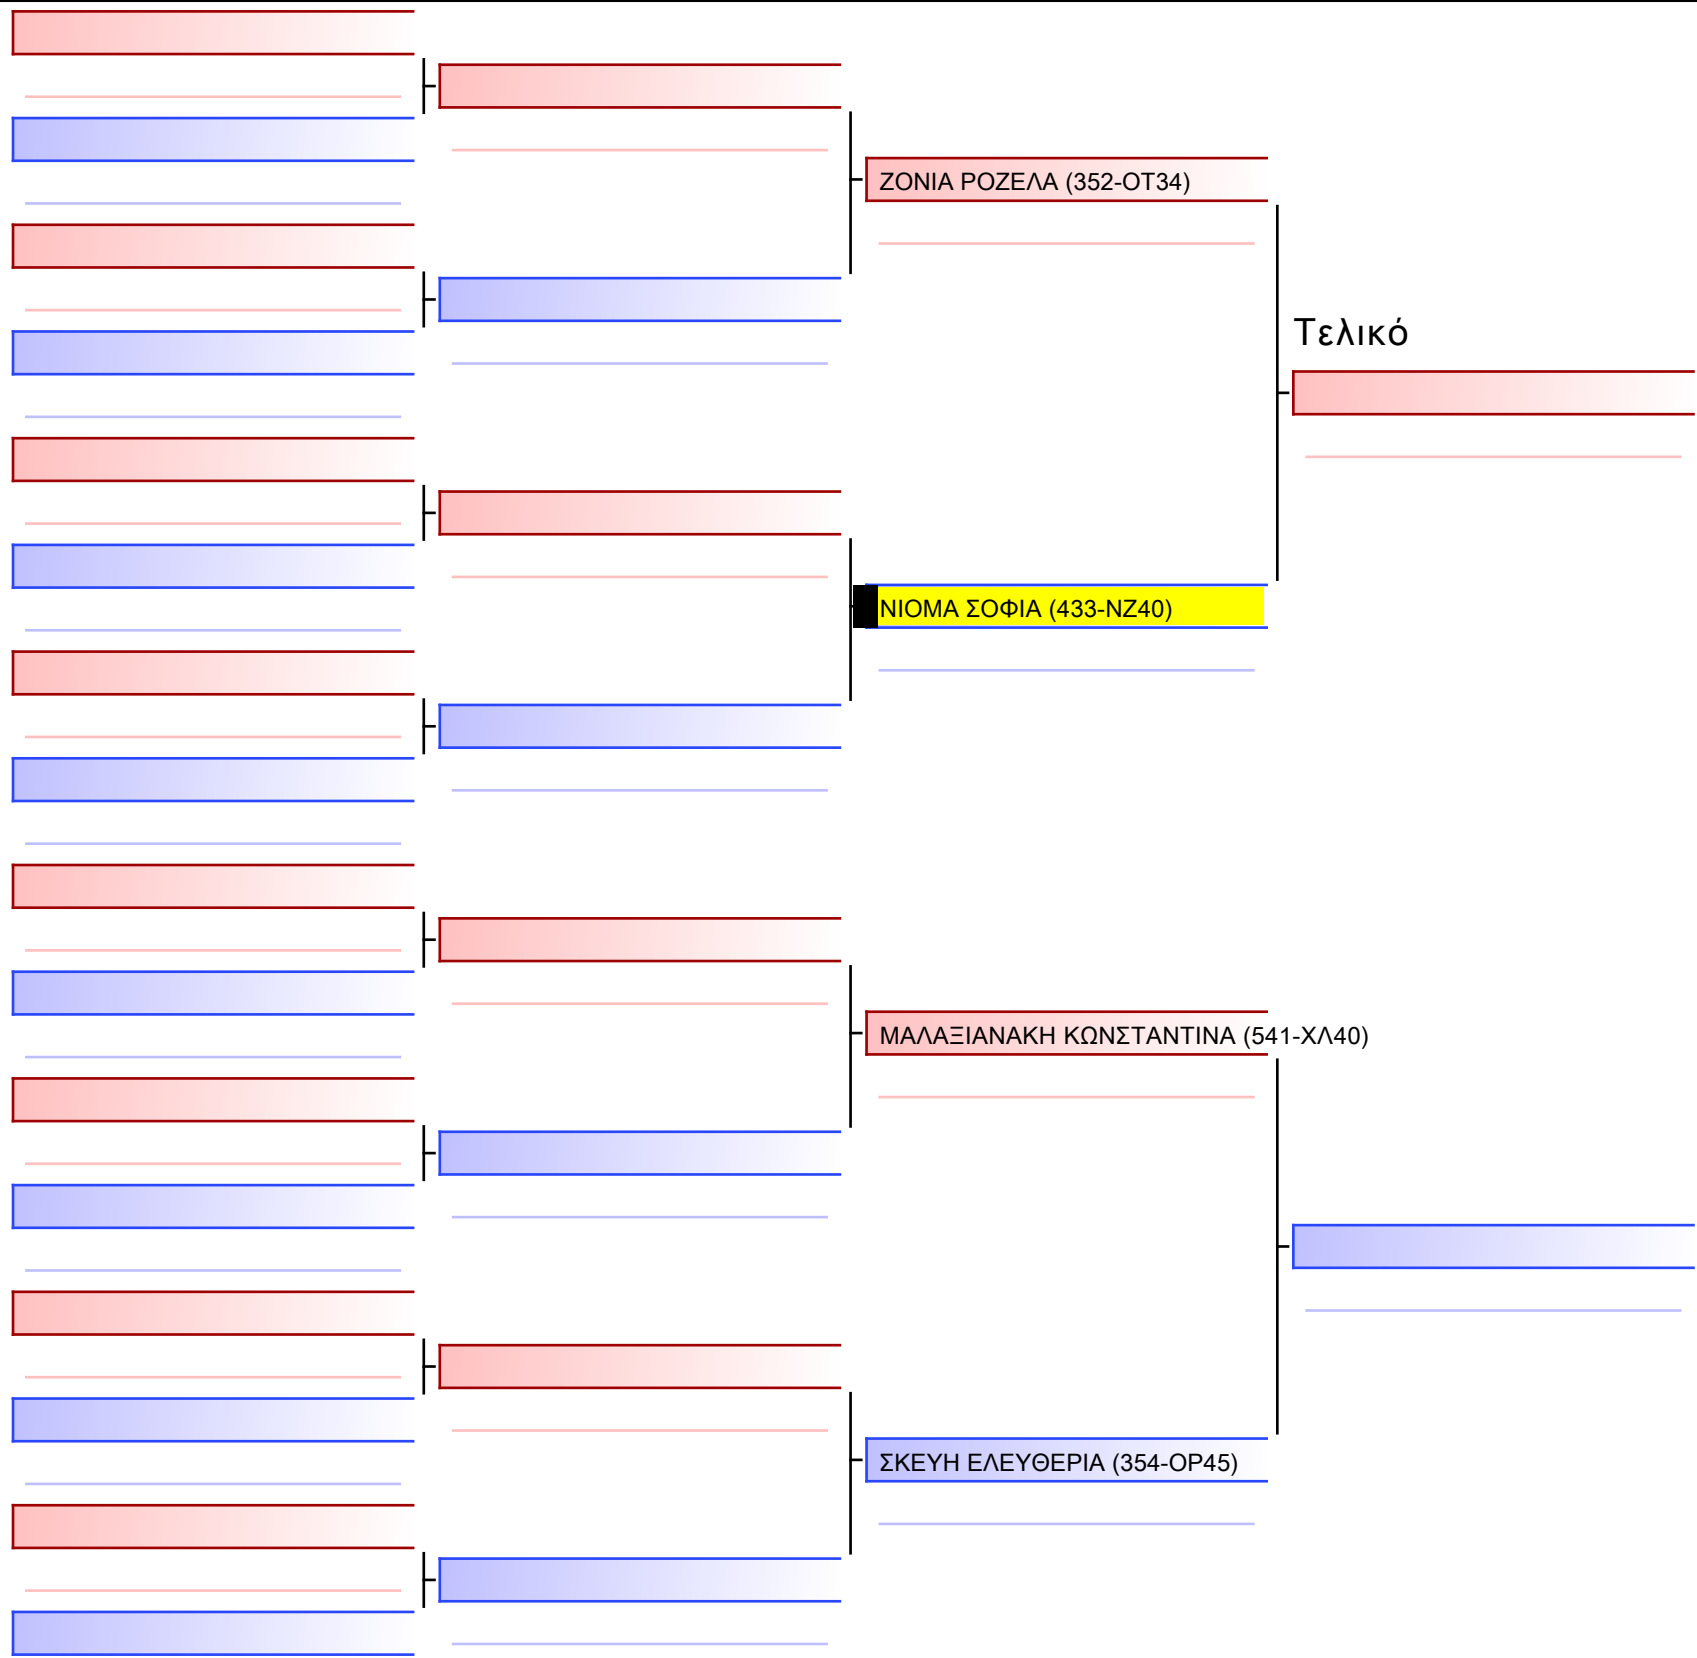 ΖΟΝΙΑ ΡΟΖΕΛΑ (352-ΟΤ34)
Τελικό
ΝΙΟΜΑ ΣΟΦΙΑ (433-ΝΖ40)
ΜΑΛΑΞΙΑΝΑΚΗ ΚΩΝΣΤΑΝΤΙΝΑ (541-ΧΛ40)
ΣΚΕΥΗ ΕΛΕΥΘΕΡΙΑ (354-ΟΡ45)